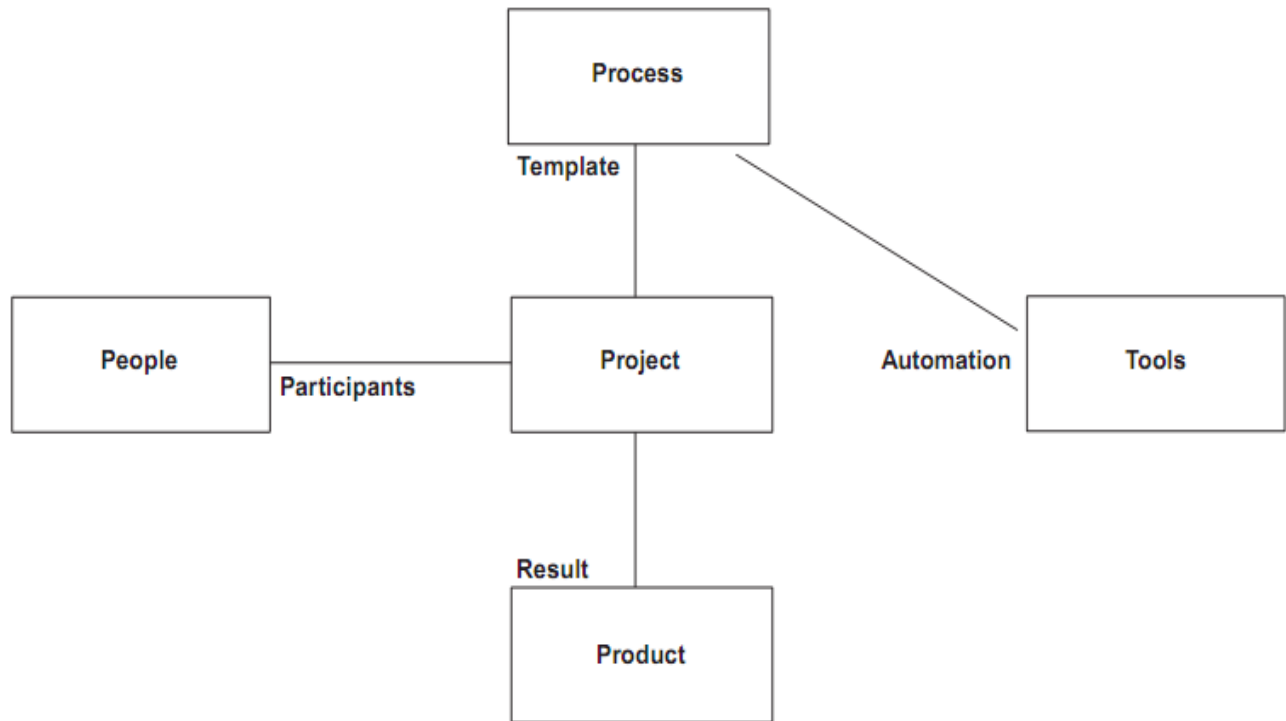 Process
Template
People
Project
Automation
Tools
Participants
Result
Product